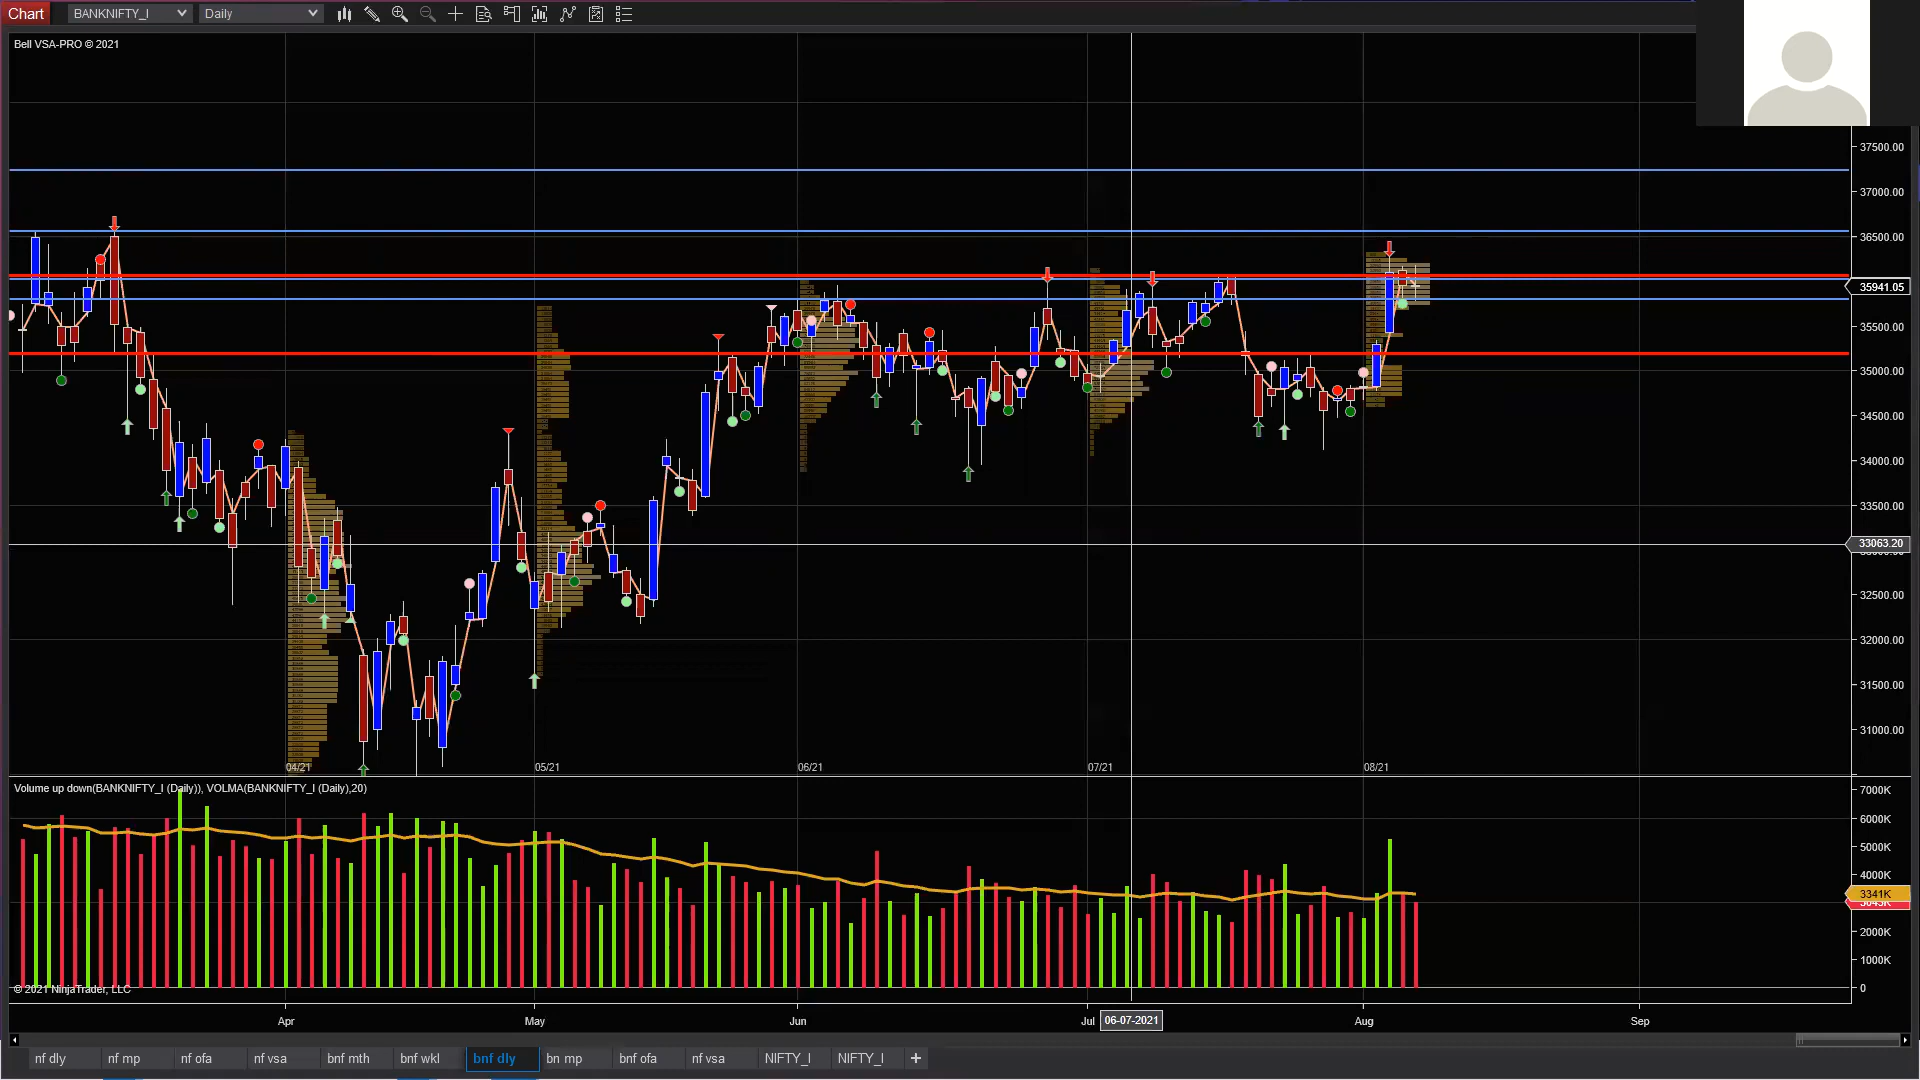 Chart BANKNIFTY_I Daily
Bell VSA-PRO © 2021
37500.00
37000.00
36500.00
35941.05
35500.00
35000.00
34500.00
34000.00
33500.00
33063.20
32500.00
32000.00
31500.00
31000.00
04/21 05/21 06/21 07/21 08/21
Volume up down(BANKNIFTY_I (Daily)), VOLMA(BANKNIFTY_I (Daily),20)
7000K
6000K
5000K
4000K
3341K
2000K
1000K
0
© 2021 NinjaTrader, LLC
Apr May Jun Jul 06-07-2021 Aug Sep
nf dly nf mp nf ofa nf vsa bnf mth bnf wkl bnf dly bn mp bnf ofa nf vsa NIFTY_I NIFTY_I +